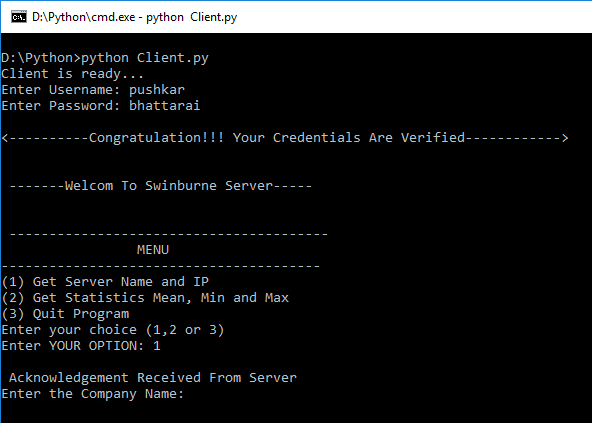 D:\Python\cmd.exe - python  Client.py
D:\Python>python Client.py
Client is ready...
Enter Username: pushkar
Enter Password: bhattarai
<----------Congratulation!!! Your Credentials Are Verified------------>
-------Welcom To Swinburne Server-----
----------------------------------------
MENU
----------------------------------------
(1) Get Server Name and IP
(2) Get Statistics Mean, Min and Max
(3) Quit Program
Enter your choice (1,2 or 3)
Enter YOUR OPTION: 1
Acknowledgement Received From Server
Enter the Company Name: